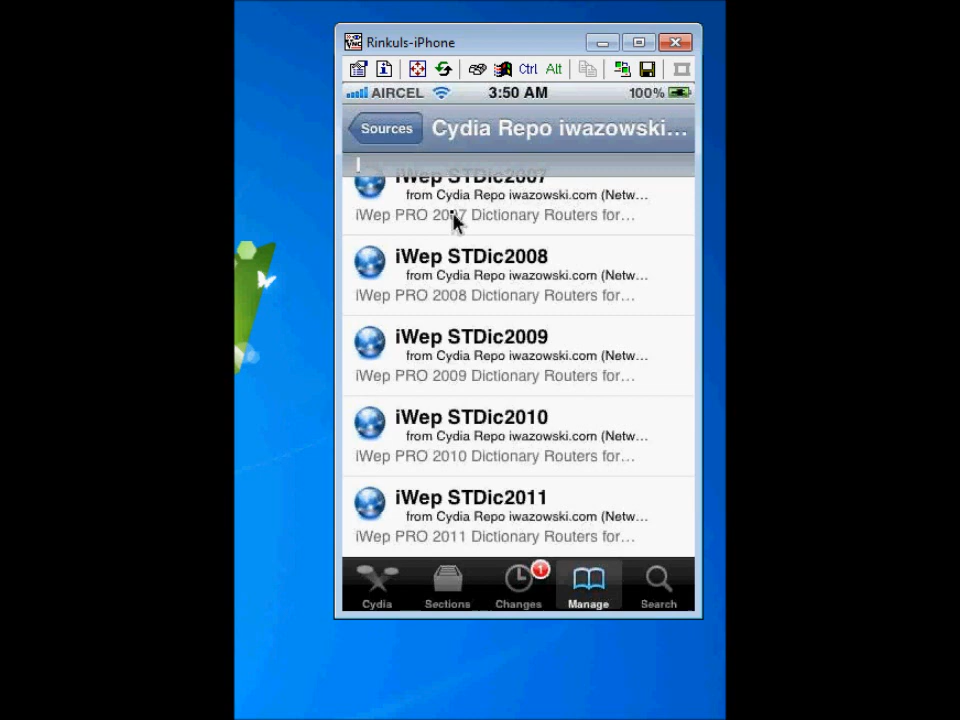 Rinkuls-iPhone
Ctrl Alt
AIRCEL 3:50 AM 100%
Sources Cydia Repo iwazowski...
I
iWep STDic2007
from Cydia Repo iwazowski.com (Netw...
iWep PRO 2007 Dictionary Routers for...
iWep STDic2008
from Cydia Repo iwazowski.com (Netw...
iWep PRO 2008 Dictionary Routers for...
iWep STDic2009
from Cydia Repo iwazowski.com (Netw...
iWep PRO 2009 Dictionary Routers for...
iWep STDic2010
from Cydia Repo iwazowski.com (Netw...
iWep PRO 2010 Dictionary Routers for...
iWep STDic2011
from Cydia Repo iwazowski.com (Netw...
iWep PRO 2011 Dictionary Routers for...
1
Cydia Sections Changes Manage Search